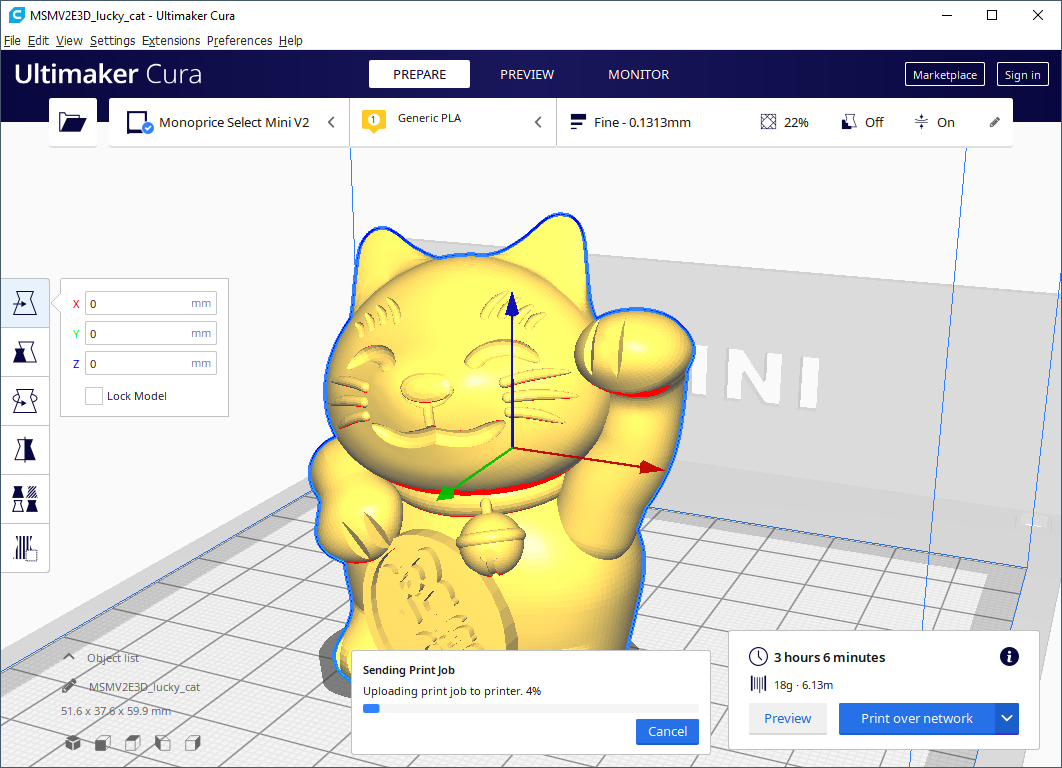 MSMV2E3D_lucky_cat - Ultimaker Cura
File Edit View Settings Extensions Preferences Help
Ultimaker Cura
PREPARE
PREVIEW
MONITOR
Marketplace
Sign in
Monoprice Select Mini V2
1
Generic PLA
Fine - 0.1313mm
22%
Off
On
X 0 mm
Y 0 mm
Z 0 mm
Lock Model
INI
Object list
MSMV2E3D_lucky_cat
51.6 x 37.6 x 59.9 mm
Sending Print Job
Uploading print job to printer. 4%
Cancel
3 hours 6 minutes
18g · 6.13m
Preview
Print over network